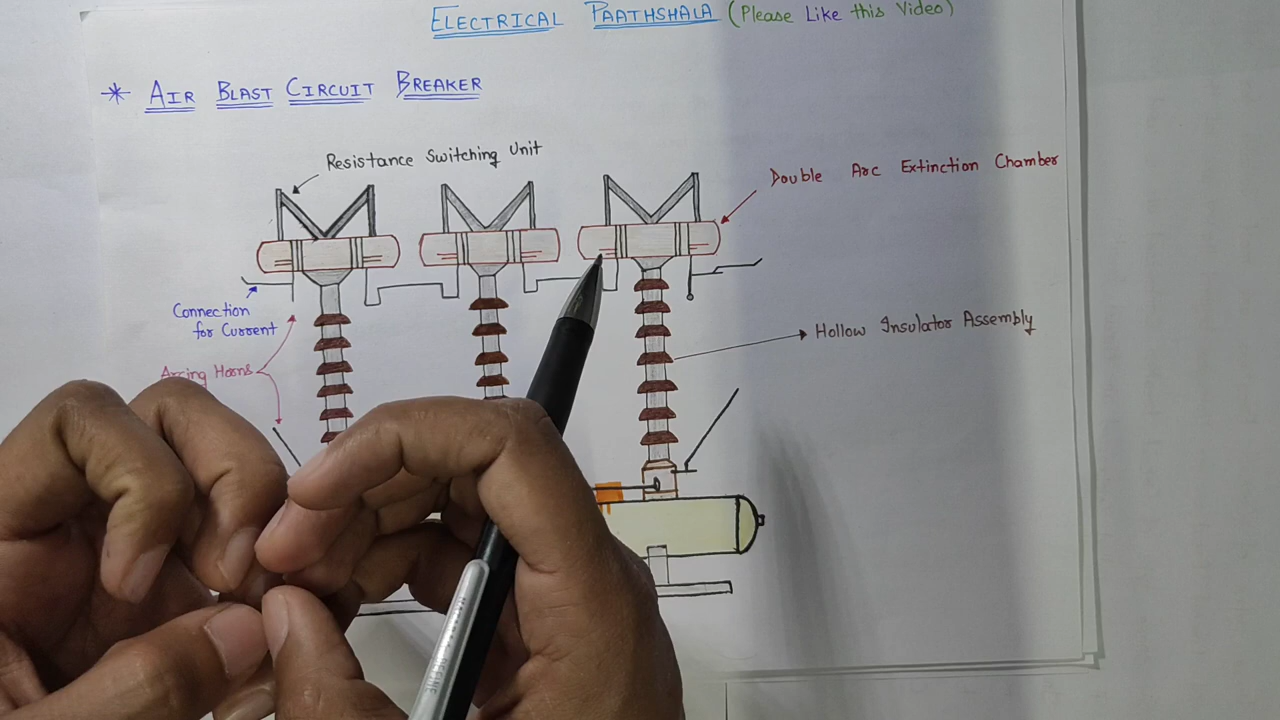 ELECTRICAL PAATHSHALA (Please Like this Video)
* AIR BLAST CIRCUIT BREAKER
Resistance Switching Unit
Double Arc Extinction Chamber
Connection
for Current
Hollow Insulator Assembly
Arcing Horns